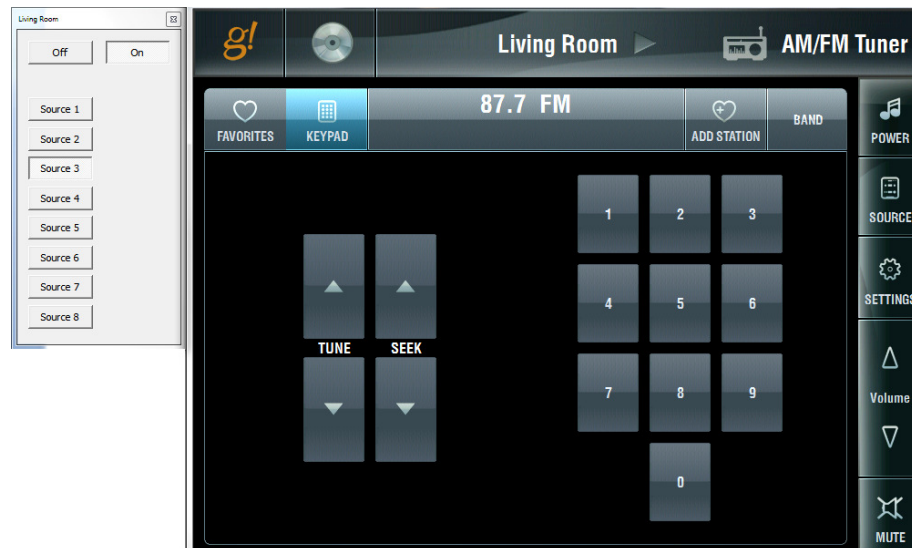 Living Room
Off
On
Source 1
Source 2
Source 3
Source 4
Source 5
Source 6
Source 7
Source 8
g!
Living Room
AM/FM Tuner
FAVORITES
KEYPAD
87.7 FM
ADD STATION
BAND
1
2
3
4
5
6
7
8
9
0
TUNE
SEEK
POWER
SOURCE
SETTINGS
Volume
MUTE